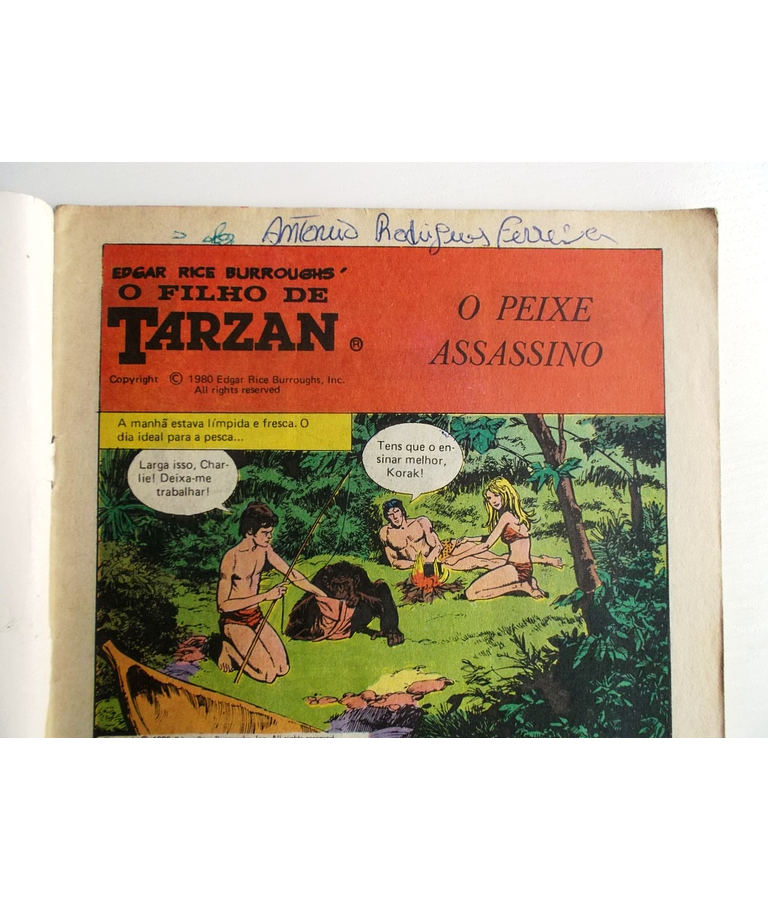 Antonio Rodrigues Ferreira
EDGAR RICE BURROUGHS'
O FILHO DE
TARZAN ®
Copyright © 1980 Edgar Rice Burroughs, Inc.
All rights reserved
O PEIXE
ASSASSINO
A manhã estava límpida e fresca. O
dia ideal para a pesca...
Larga isso, Char-
lie! Deixa-me
trabalhar!
Tens que o en-
sinar melhor,
Korak!